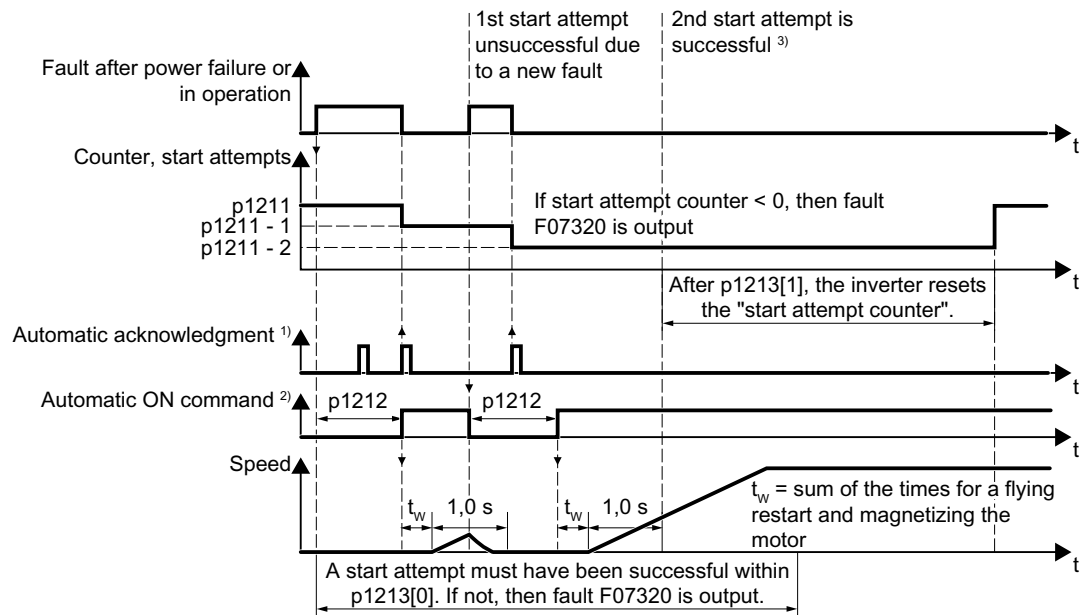 1st start attempt
unsuccessful due
to a new fault
2nd start attempt is
successful 3)
Fault after power failure or
in operation
t
Counter, start attempts
p1211
p1211 - 1
p1211 - 2
If start attempt counter < 0, then fault
F07320 is output
t
After p1213[1], the inverter resets
the "start attempt counter".
Automatic acknowledgment 1)
t
Automatic ON command 2)
p1212
p1212
t
Speed
tw
1,0 s
tw
1,0 s
tw = sum of the times for a flying
restart and magnetizing the
motor
t
A start attempt must have been successful within
p1213[0]. If not, then fault F07320 is output.